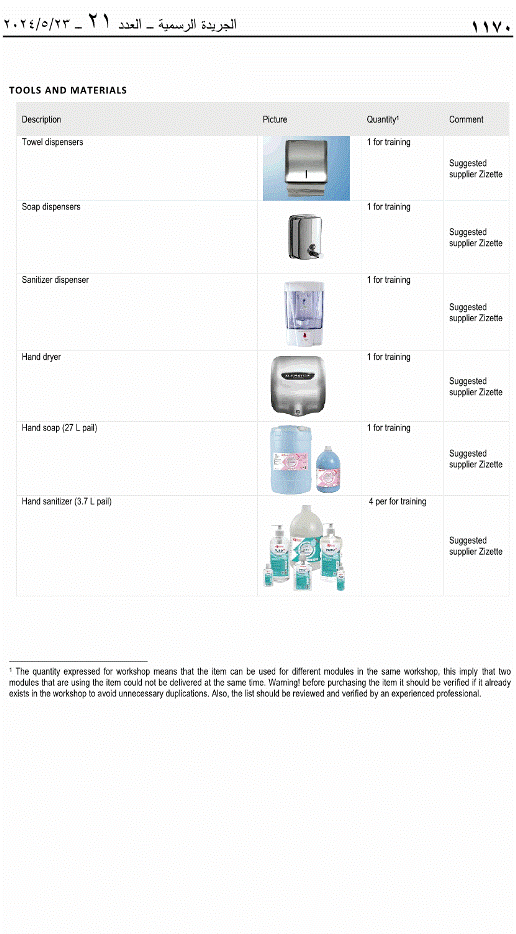 ١١٧٠
الجريدة الرسمية ــ العدد ٢١ ــ ٢٠٢٤/٥/٢٣
TOOLS AND MATERIALS
Description Picture Quantity¹ Comment
Towel dispensers 1 for training
Suggested
supplier Zizette
Soap dispensers 1 for training
Suggested
supplier Zizette
Sanitizer dispenser 1 for training
Suggested
supplier Zizette
Hand dryer 1 for training
Suggested
supplier Zizette
Hand soap (27 L pail) 1 for training
Suggested
supplier Zizette
Hand sanitizer (3.7 L pail) 4 per for training
Suggested
supplier Zizette
¹ The quantity expressed for workshop means that the item can be used for different modules in the same workshop, this imply that two
modules that are using the item could not be delivered at the same time. Warning! before purchasing the item it should be verified if it already
exists in the workshop to avoid unnecessary duplications. Also, the list should be reviewed and verified by an experienced professional.